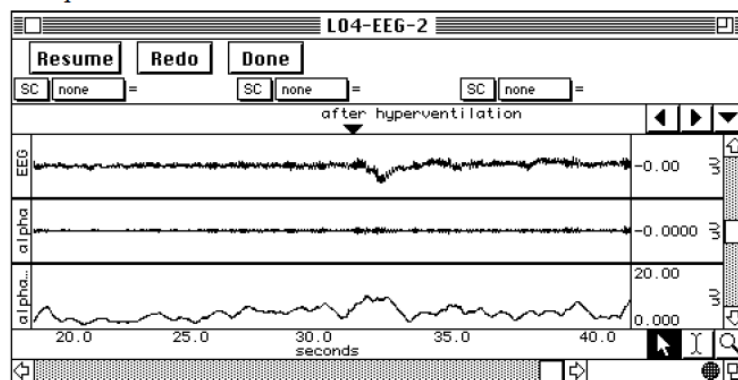 L04-EEG-2
Resume Redo Done
SC none = SC none = SC none =
after hyperventilation
EEG -0.00 uV
alpha -0.0000 uV
alpha… 20.00 uV
0.000
20.0 25.0 30.0 35.0 40.0
seconds